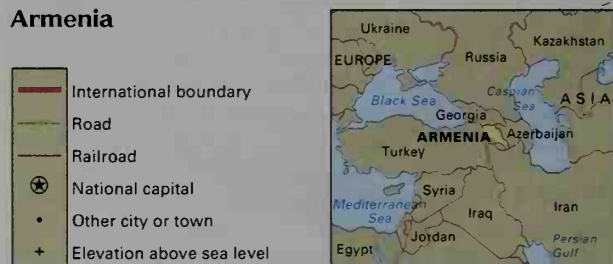 Armenia
International boundary
Road
Railroad
National capital
Other city or town
Elevation above sea level
Ukraine
Kazakhstan
EUROPE
Russia
Caspian
Sea
ASIA
Black Sea
Georgia
ARMENIA
Azerbaijan
Turkey
Syria
Mediterranean
Sea
Iraq
Iran
Jordan
Persian
Gulf
Egypt